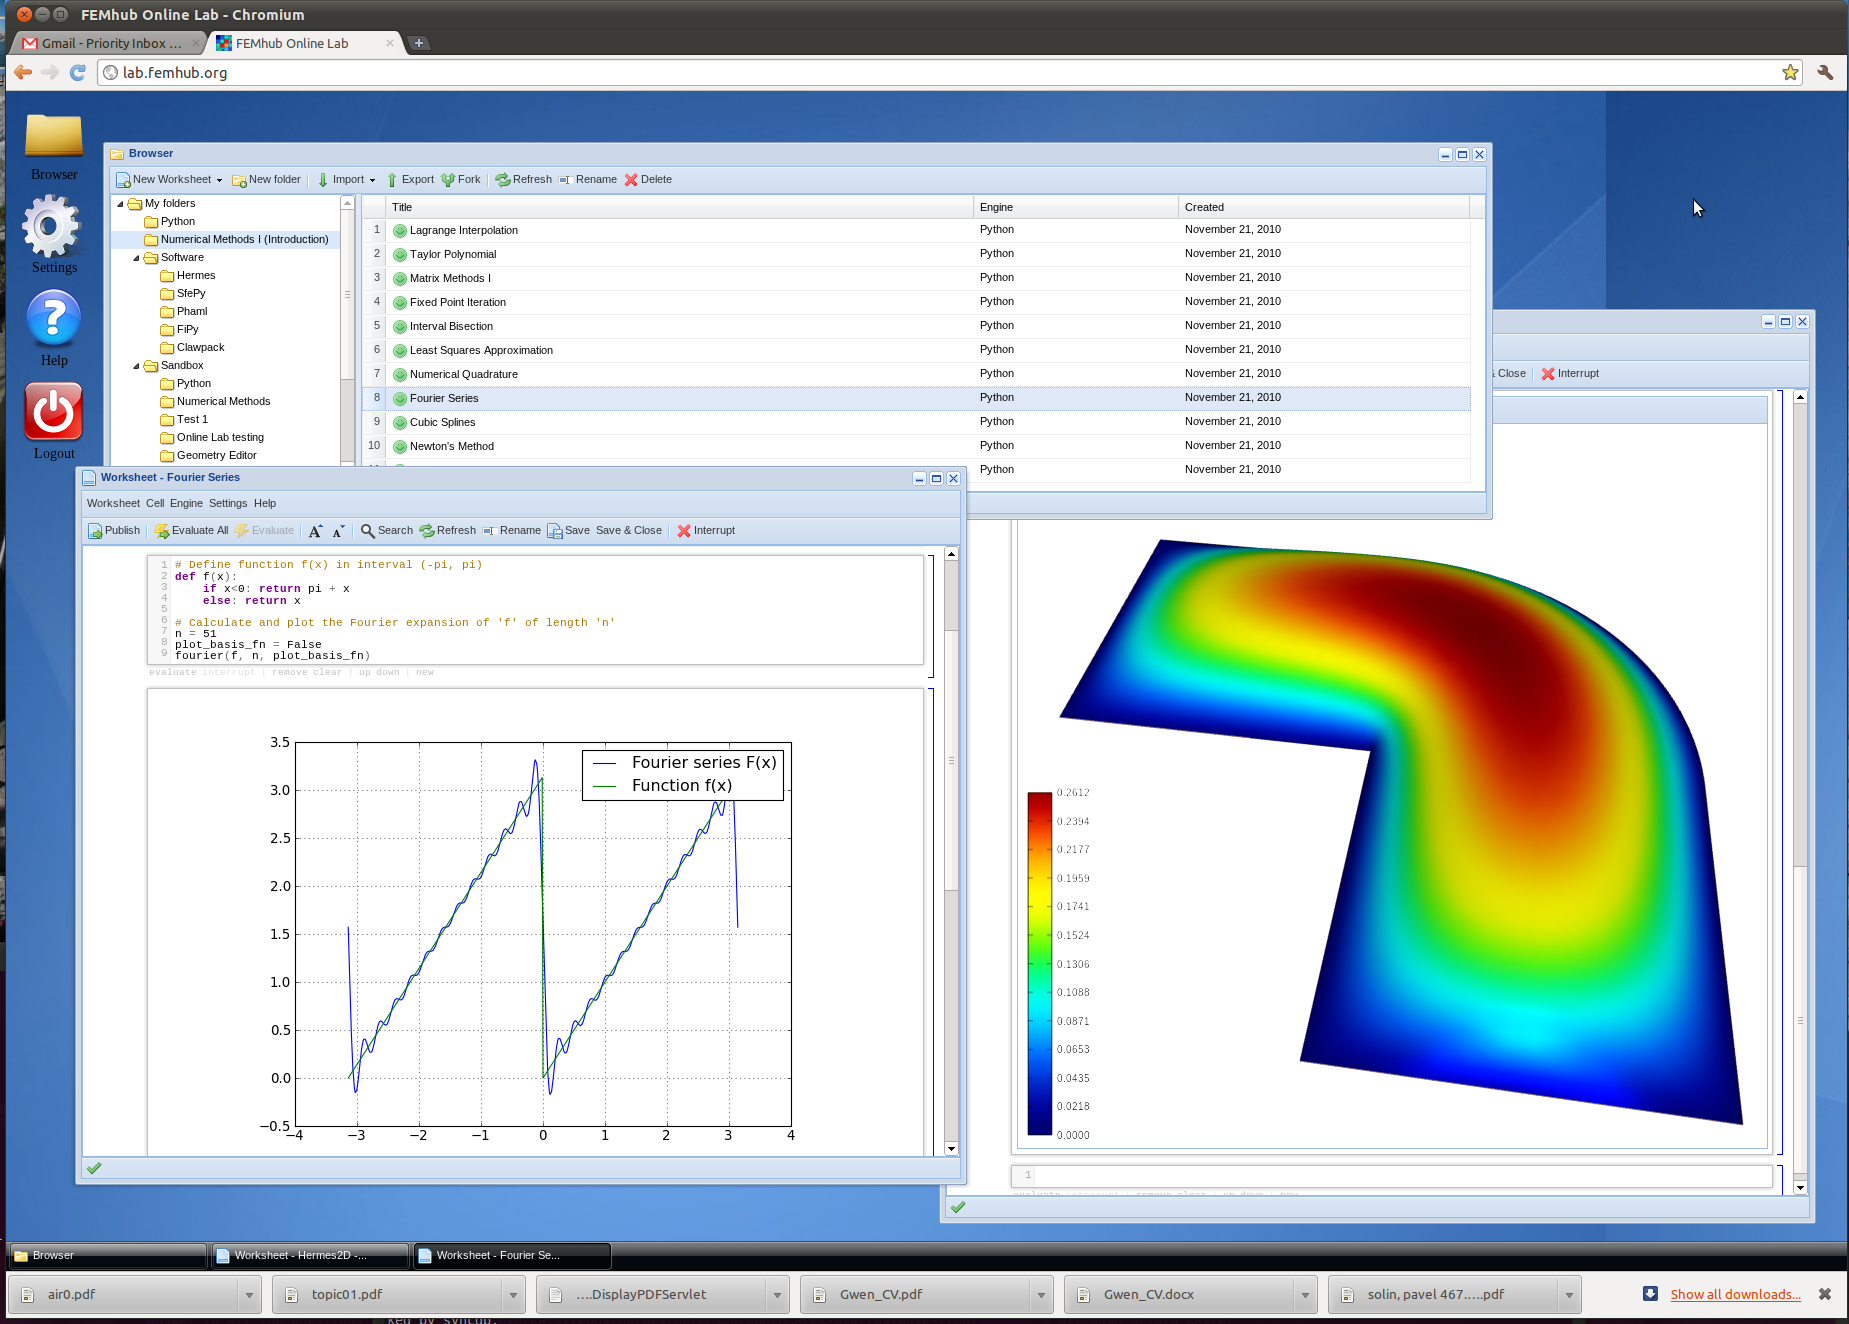 FEMhub Online Lab - Chromium
Gmail - Priority Inbox ...
FEMhub Online Lab
lab.femhub.org
Browser
Settings
Help
Logout
Browser
New Worksheet
New folder
Import
Export
Fork
Refresh
Rename
Delete
My folders
Python
Numerical Methods I (Introduction)
Software
Hermes
SfePy
Phaml
FiPy
Clawpack
Sandbox
Python
Numerical Methods
Test 1
Online Lab testing
Geometry Editor
Title Engine Created
1 Lagrange Interpolation Python November 21, 2010
2 Taylor Polynomial Python November 21, 2010
3 Matrix Methods I Python November 21, 2010
4 Fixed Point Iteration Python November 21, 2010
5 Interval Bisection Python November 21, 2010
6 Least Squares Approximation Python November 21, 2010
7 Numerical Quadrature Python November 21, 2010
8 Fourier Series Python November 21, 2010
9 Cubic Splines Python November 21, 2010
10 Newton's Method Python November 21, 2010
Python November 21, 2010
& Close Interrupt
Worksheet - Fourier Series
Worksheet Cell Engine Settings Help
Publish Evaluate All Evaluate A A Search Refresh Rename Save Save & Close Interrupt
1 # Define function f(x) in interval (-pi, pi)
2 def f(x):
3 if x<0: return pi + x
4 else: return x
5
6 # Calculate and plot the Fourier expansion of 'f' of length 'n'
7 n = 51
8 plot_basis_fn = False
9 fourier(f, n, plot_basis_fn)
evaluate interrupt | remove clear | up down | new
Fourier series F(x)
Function f(x)
3.5
3.0
2.5
2.0
1.5
1.0
0.5
0.0
−0.5
−4 −3 −2 −1 0 1 2 3 4
0.2612
0.2394
0.2177
0.1959
0.1741
0.1524
0.1306
0.1088
0.0871
0.0653
0.0435
0.0218
0.0000
1
Browser
Worksheet - Hermes2D -...
Worksheet - Fourier Se...
air0.pdf
topic01.pdf
....DisplayPDFServlet
Gwen_CV.pdf
Gwen_CV.docx
solin, pavel 467....pdf
Show all downloads...